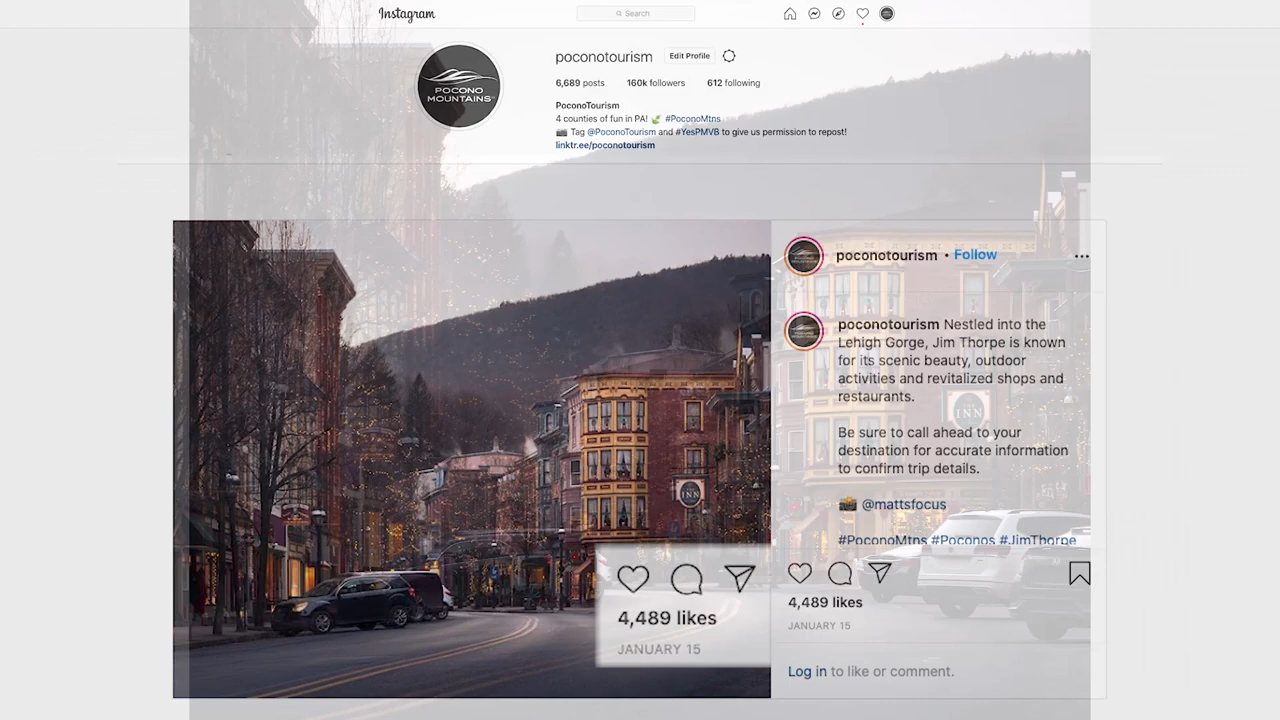 Instagram
Search
poconotourism Edit Profile
6,689 posts 160k followers 612 following
POCONO
MOUNTAINS
PoconoTourism
4 counties of fun in PA! 🌿 #PoconoMtns
📷 Tag @PoconoTourism and #YesPMVB to give us permission to repost!
linktr.ee/poconotourism
poconotourism • Follow
poconotourism Nestled into the
Lehigh Gorge, Jim Thorpe is known
for its scenic beauty, outdoor
activities and revitalized shops and
restaurants.
Be sure to call ahead to your
destination for accurate information
to confirm trip details.
📸 @mattsfocus
#PoconoMtns #Poconos #JimThorpe
INN
INN
4,489 likes
JANUARY 15
4,489 likes
JANUARY 15
Log in to like or comment.